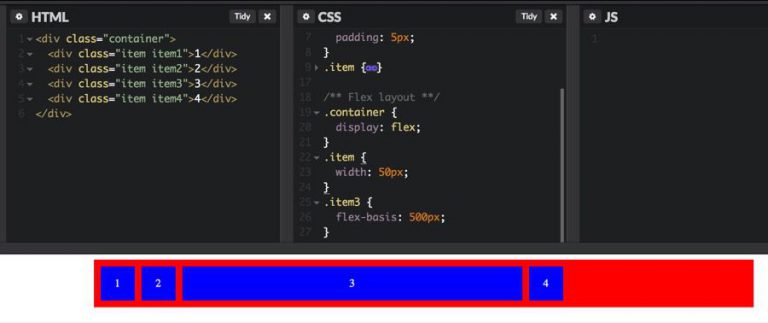 HTML
Tidy
1 <div class="container">
2 <div class="item item1">1</div>
3 <div class="item item2">2</div>
4 <div class="item item3">3</div>
5 <div class="item item4">4</div>
6 </div>
CSS
Tidy
7 padding: 5px;
8 }
9 .item {↔}
17
18 /** Flex layout **/
19 .container {
20 display: flex;
21 }
22 .item {
23 width: 50px;
24 }
25 .item3 {
26 flex-basis: 500px;
27 }
JS
1
1 2 3 4